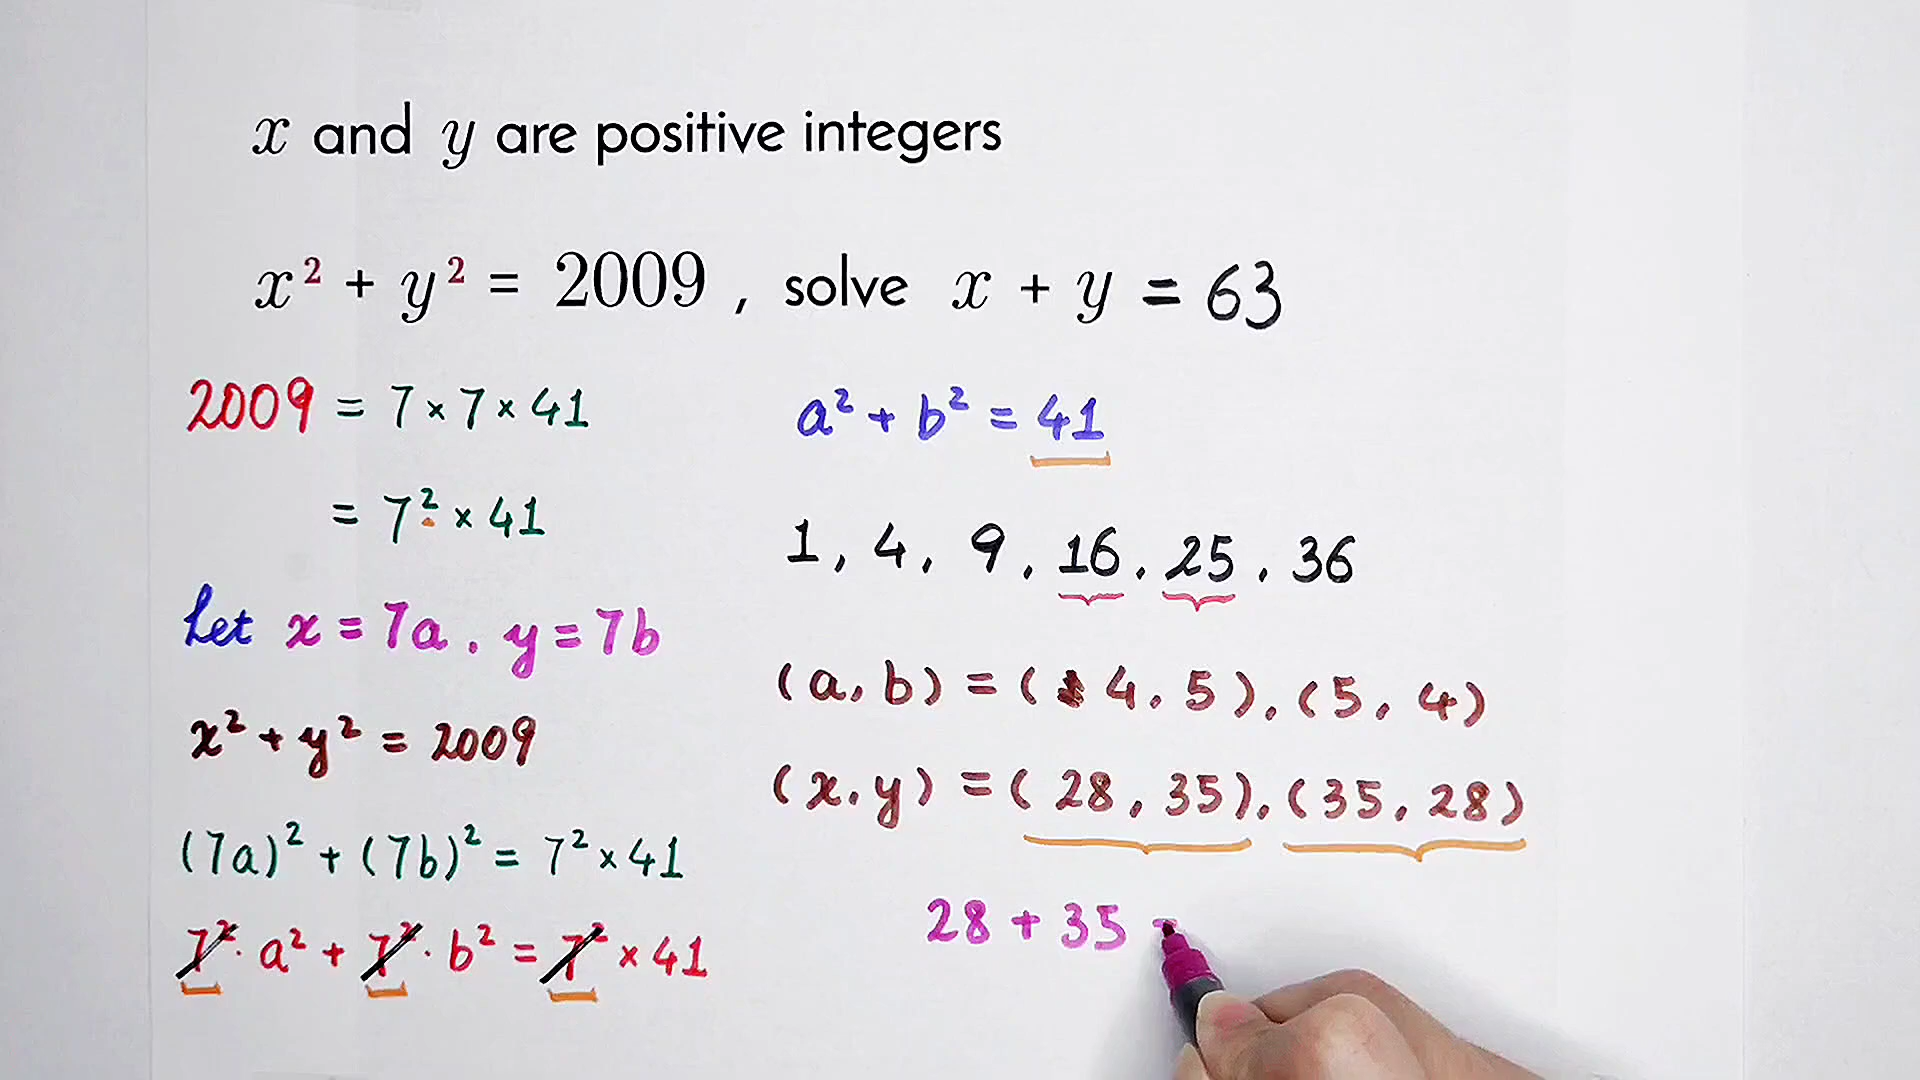 x and y are positive integers
x² + y² = 2009 , solve x + y = 63
2009 = 7 × 7 × 41
= 7² × 41
Let x = 7a . y = 7b
x² + y² = 2009
(7a)² + (7b)² = 7² × 41
7² · a² + 7² · b² = 7² × 41
a² + b² = 41
1 , 4 , 9 , 16 , 25 . 36
(a, b) = ( 4 , 5 ) , (5 , 4)
(x.y) = ( 28 , 35) , (35 , 28)
28 + 35 =